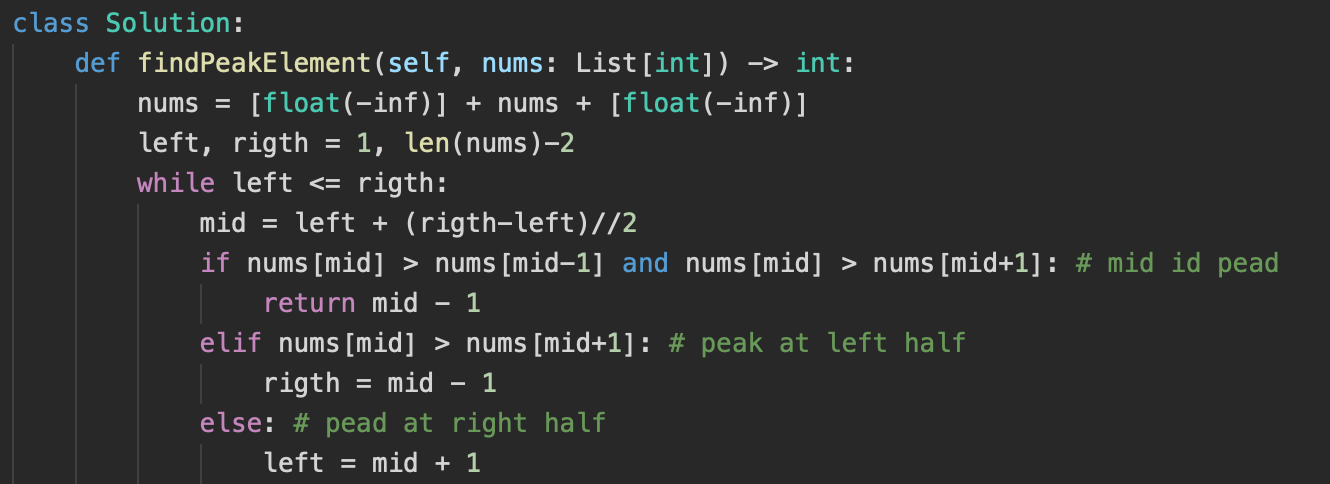 class Solution:
    def findPeakElement(self, nums: List[int]) -> int:
        nums = [float(-inf)] + nums + [float(-inf)]
        left, rigth = 1, len(nums)-2
        while left <= rigth:
            mid = left + (rigth-left)//2
            if nums[mid] > nums[mid-1] and nums[mid] > nums[mid+1]: # mid id pead
                return mid - 1
            elif nums[mid] > nums[mid+1]: # peak at left half
                rigth = mid - 1
            else: # pead at right half
                left = mid + 1